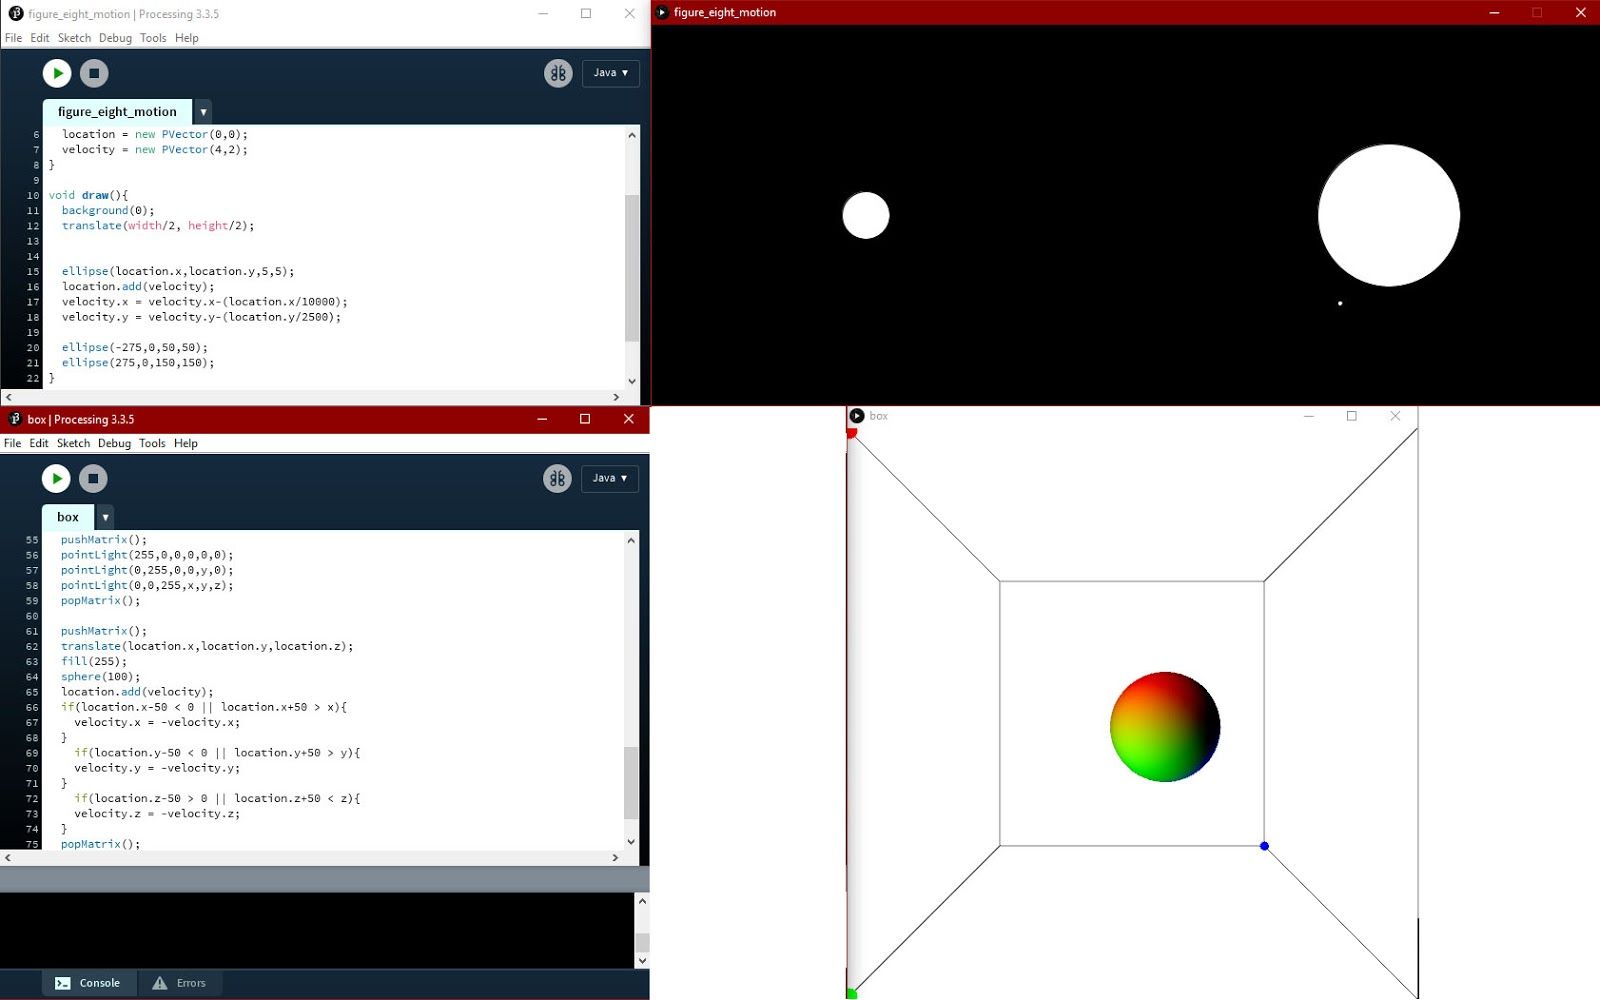 figure_eight_motion | Processing 3.3.5
File Edit Sketch Debug Tools Help
Java ▾
figure_eight_motion ▾
6 location = new PVector(0,0);
7 velocity = new PVector(4,2);
8 }
9
10 void draw(){
11 background(0);
12 translate(width/2, height/2);
13
14
15 ellipse(location.x,location.y,5,5);
16 location.add(velocity);
17 velocity.x = velocity.x-(location.x/10000);
18 velocity.y = velocity.y-(location.y/2500);
19
20 ellipse(-275,0,50,50);
21 ellipse(275,0,150,150);
22 }
figure_eight_motion
box | Processing 3.3.5
File Edit Sketch Debug Tools Help
Java ▾
box ▾
55 pushMatrix();
56 pointLight(255,0,0,0,0,0);
57 pointLight(0,255,0,0,y,0);
58 pointLight(0,0,255,x,y,z);
59 popMatrix();
60
61 pushMatrix();
62 translate(location.x,location.y,location.z);
63 fill(255);
64 sphere(100);
65 location.add(velocity);
66 if(location.x-50 < 0 || location.x+50 > x){
67 velocity.x = -velocity.x;
68 }
69 if(location.y-50 < 0 || location.y+50 > y){
70 velocity.y = -velocity.y;
71 }
72 if(location.z-50 > 0 || location.z+50 < z){
73 velocity.z = -velocity.z;
74 }
75 popMatrix();
Console Errors
box